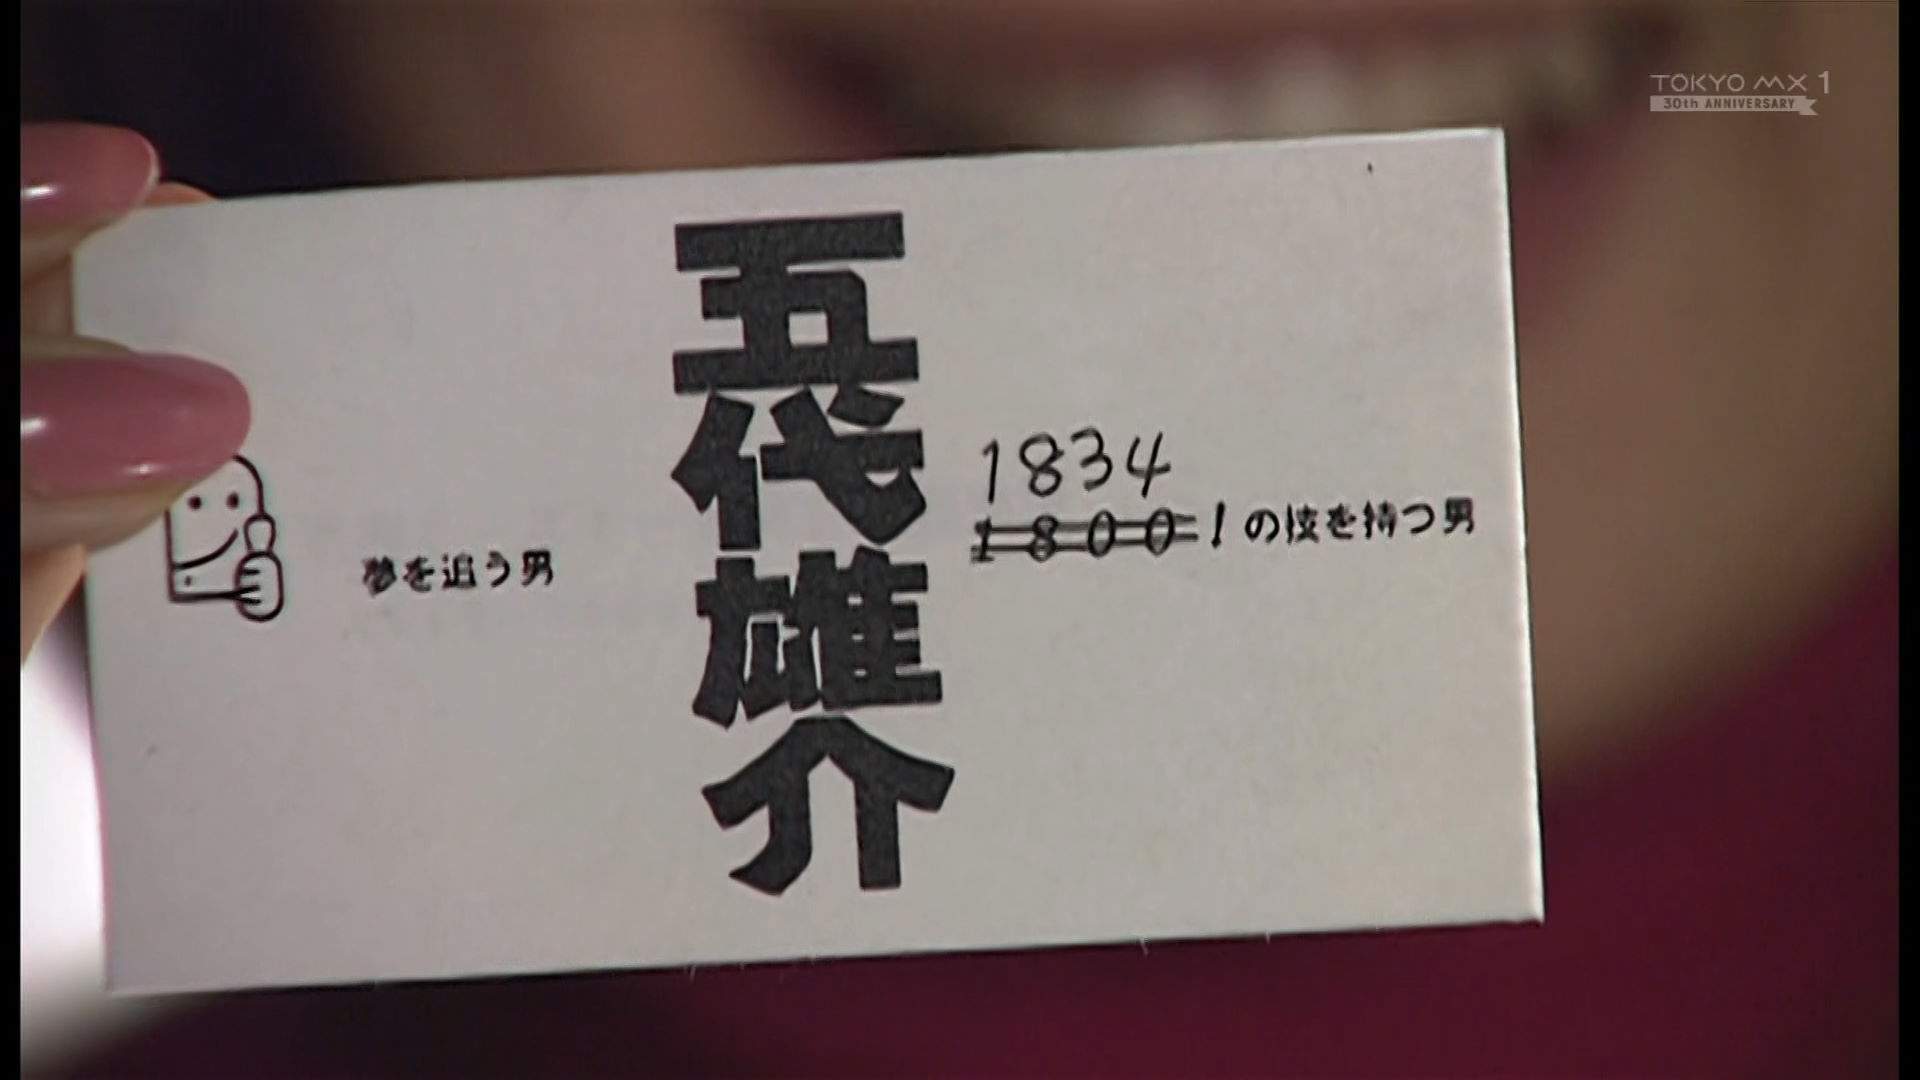 TOKYO MX 1
30th ANNIVERSARY
五代雄介
1834
1800！の技を持つ男
夢を追う男